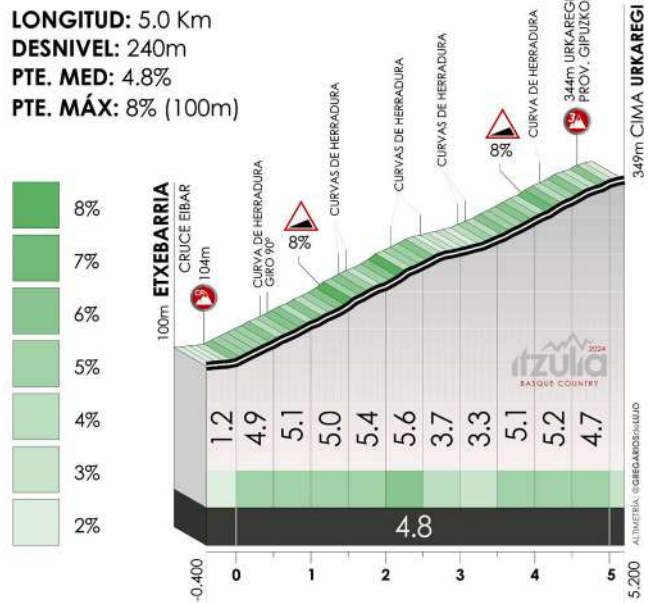 LONGITUD: 5.0 Km
DESNIVEL: 240m
PTE. MED: 4.8%
PTE. MÁX: 8% (100m)
8%
7%
6%
5%
4%
3%
2%
100m ETXEBARRIA
CRUCE EIBAR
104m
CURVA DE HERRADURA
GIRO 90º
8%
CURVAS DE HERRADURA
CURVAS DE HERRADURA
CURVAS DE HERRADURA
8%
CURVA DE HERRADURA
3ª
344m URKAREGI
PROV. GIPUZKO
349m CIMA URKAREGI
itzulia
2024
BASQUE COUNTRY
1.2
4.9
5.1
5.0
5.4
5.6
3.7
3.3
5.1
5.2
4.7
4.8
-0.400
0
1
2
3
4
5
5.200
ALTIMETRÍA: @GREGARIOSdeLUJO